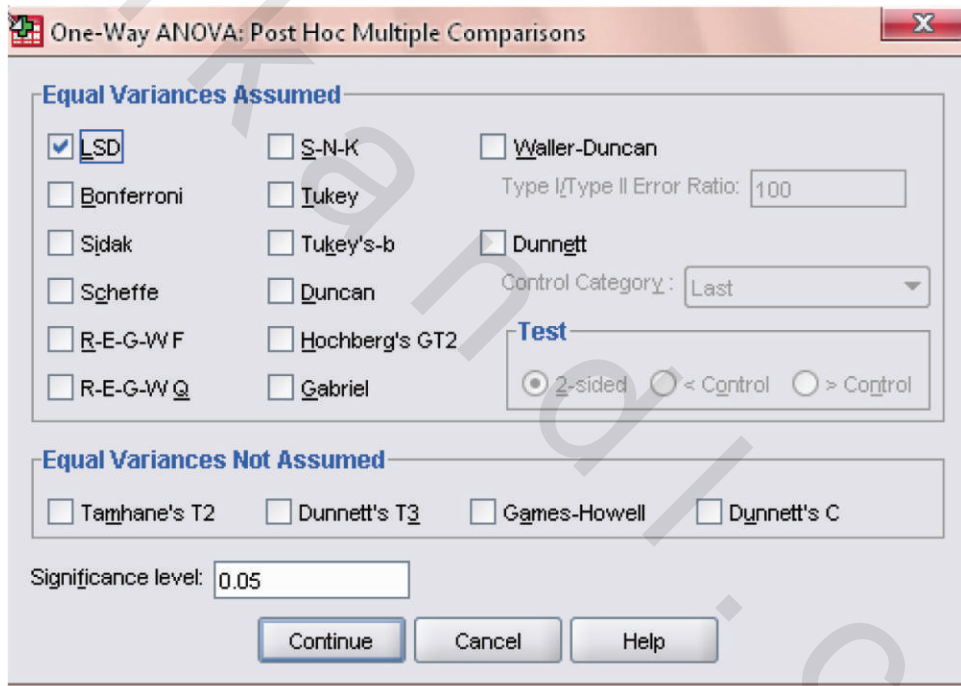 One-Way ANOVA: Post Hoc Multiple Comparisons
Equal Variances Assumed
LSD
S-N-K
Waller-Duncan
Bonferroni
Tukey
Type I/Type II Error Ratio: 100
Sidak
Tukey's-b
Dunnett
Scheffe
Duncan
Control Category : Last
R-E-G-W F
Hochberg's GT2
Test
R-E-G-W Q
Gabriel
2-sided
< Control
> Control
Equal Variances Not Assumed
Tamhane's T2
Dunnett's T3
Games-Howell
Dunnett's C
Significance level: 0.05
Continue
Cancel
Help